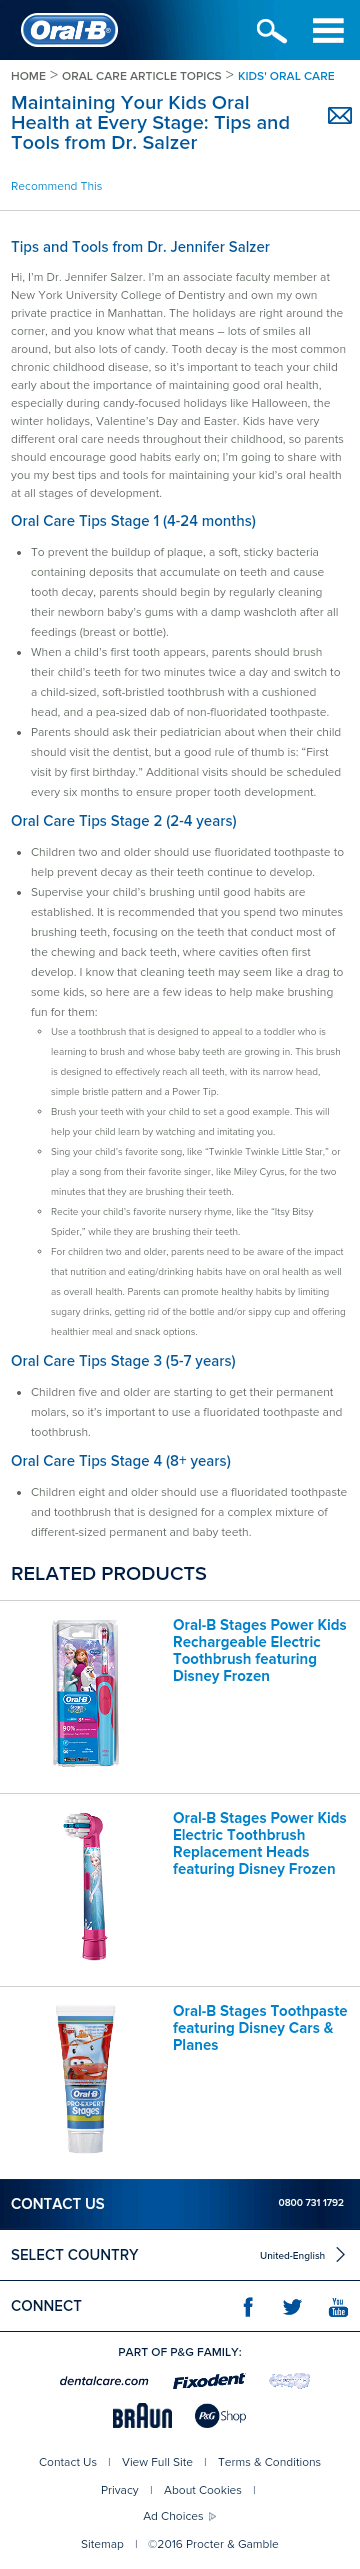 Oral-B
HOME > ORAL CARE ARTICLE TOPICS > KIDS' ORAL CARE
Maintaining Your Kids Oral
Health at Every Stage: Tips and
Tools from Dr. Salzer
Recommend This
Tips and Tools from Dr. Jennifer Salzer
Hi, I'm Dr. Jennifer Salzer. I'm an associate faculty member at
New York University College of Dentistry and own my own
private practice in Manhattan. The holidays are right around the
corner, and you know what that means – lots of smiles all
around, but also lots of candy. Tooth decay is the most common
chronic childhood disease, so it's important to teach your child
early about the importance of maintaining good oral health,
especially during candy-focused holidays like Halloween, the
winter holidays, Valentine's Day and Easter. Kids have very
different oral care needs throughout their childhood, so parents
should encourage good habits early on; I'm going to share with
you my best tips and tools for maintaining your kid's oral health
at all stages of development.
Oral Care Tips Stage 1 (4-24 months)
• To prevent the buildup of plaque, a soft, sticky bacteria
containing deposits that accumulate on teeth and cause
tooth decay, parents should begin by regularly cleaning
their newborn baby's gums with a damp washcloth after all
feedings (breast or bottle).
• When a child's first tooth appears, parents should brush
their child's teeth for two minutes twice a day and switch to
a child-sized, soft-bristled toothbrush with a cushioned
head, and a pea-sized dab of non-fluoridated toothpaste.
• Parents should ask their pediatrician about when their child
should visit the dentist, but a good rule of thumb is: "First
visit by first birthday." Additional visits should be scheduled
every six months to ensure proper tooth development.
Oral Care Tips Stage 2 (2-4 years)
• Children two and older should use fluoridated toothpaste to
help prevent decay as their teeth continue to develop.
• Supervise your child's brushing until good habits are
established. It is recommended that you spend two minutes
brushing teeth, focusing on the teeth that conduct most of
the chewing and back teeth, where cavities often first
develop. I know that cleaning teeth may seem like a drag to
some kids, so here are a few ideas to help make brushing
fun for them:
◦ Use a toothbrush that is designed to appeal to a toddler who is
learning to brush and whose baby teeth are growing in. This brush
is designed to effectively reach all teeth, with its narrow head,
simple bristle pattern and a Power Tip.
◦ Brush your teeth with your child to set a good example. This will
help your child learn by watching and imitating you.
◦ Sing your child's favorite song, like "Twinkle Twinkle Little Star," or
play a song from their favorite singer, like Miley Cyrus, for the two
minutes that they are brushing their teeth.
◦ Recite your child's favorite nursery rhyme, like the "Itsy Bitsy
Spider," while they are brushing their teeth.
◦ For children two and older, parents need to be aware of the impact
that nutrition and eating/drinking habits have on oral health as well
as overall health. Parents can promote healthy habits by limiting
sugary drinks, getting rid of the bottle and/or sippy cup and offering
healthier meal and snack options.
Oral Care Tips Stage 3 (5-7 years)
• Children five and older are starting to get their permanent
molars, so it's important to use a fluoridated toothpaste and
toothbrush.
Oral Care Tips Stage 4 (8+ years)
• Children eight and older should use a fluoridated toothpaste
and toothbrush that is designed for a complex mixture of
different-sized permanent and baby teeth.
RELATED PRODUCTS
Oral-B
90%
Oral-B Stages Power Kids
Rechargeable Electric
Toothbrush featuring
Disney Frozen
Oral-B Stages Power Kids
Electric Toothbrush
Replacement Heads
featuring Disney Frozen
Oral-B
PRO-EXPERT
Stages
Oral-B Stages Toothpaste
featuring Disney Cars &
Planes
CONTACT US 0800 731 1792
SELECT COUNTRY United-English
CONNECT You Tube
PART OF P&G FAMILY:
dentalcare.com Fixodent
BRAUN P&G Shop
Contact Us | View Full Site | Terms & Conditions
Privacy | About Cookies |
Ad Choices
Sitemap | ©2016 Procter & Gamble